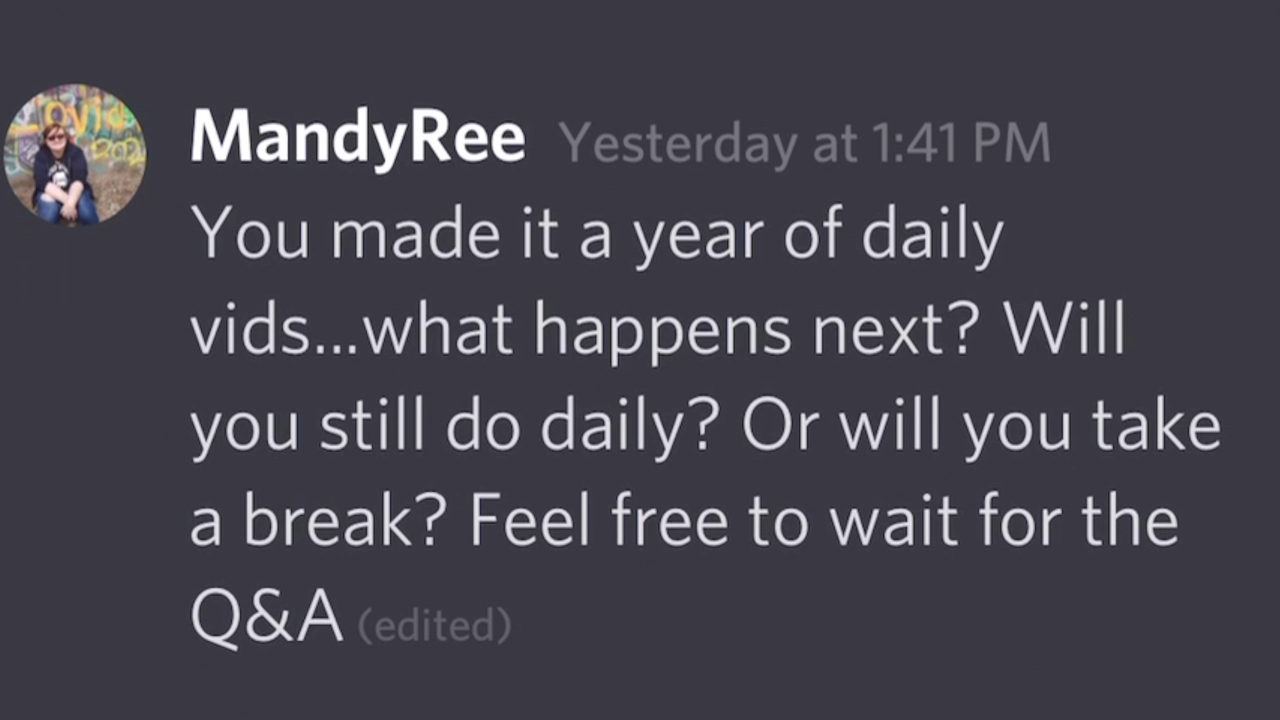 MandyRee Yesterday at 1:41 PM
You made it a year of daily
vids...what happens next? Will
you still do daily? Or will you take
a break? Feel free to wait for the
Q&A (edited)